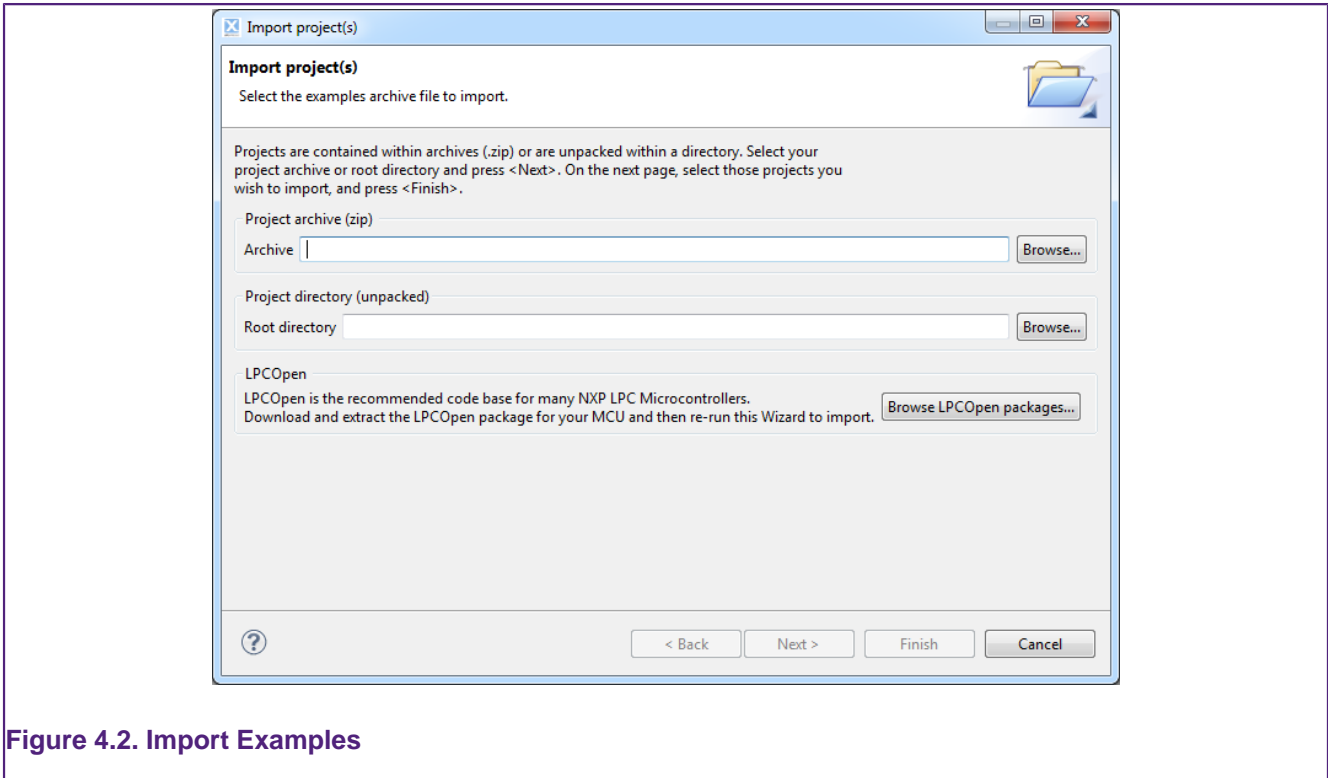 Import project(s)
Import project(s)
Select the examples archive file to import.
Projects are contained within archives (.zip) or are unpacked within a directory. Select your
project archive or root directory and press <Next>. On the next page, select those projects you
wish to import, and press <Finish>.
Project archive (zip)
Archive
Browse...
Project directory (unpacked)
Root directory
Browse...
LPCOpen
LPCOpen is the recommended code base for many NXP LPC Microcontrollers.
Download and extract the LPCOpen package for your MCU and then re-run this Wizard to import.
Browse LPCOpen packages...
?
< Back
Next >
Finish
Cancel
Figure 4.2. Import Examples